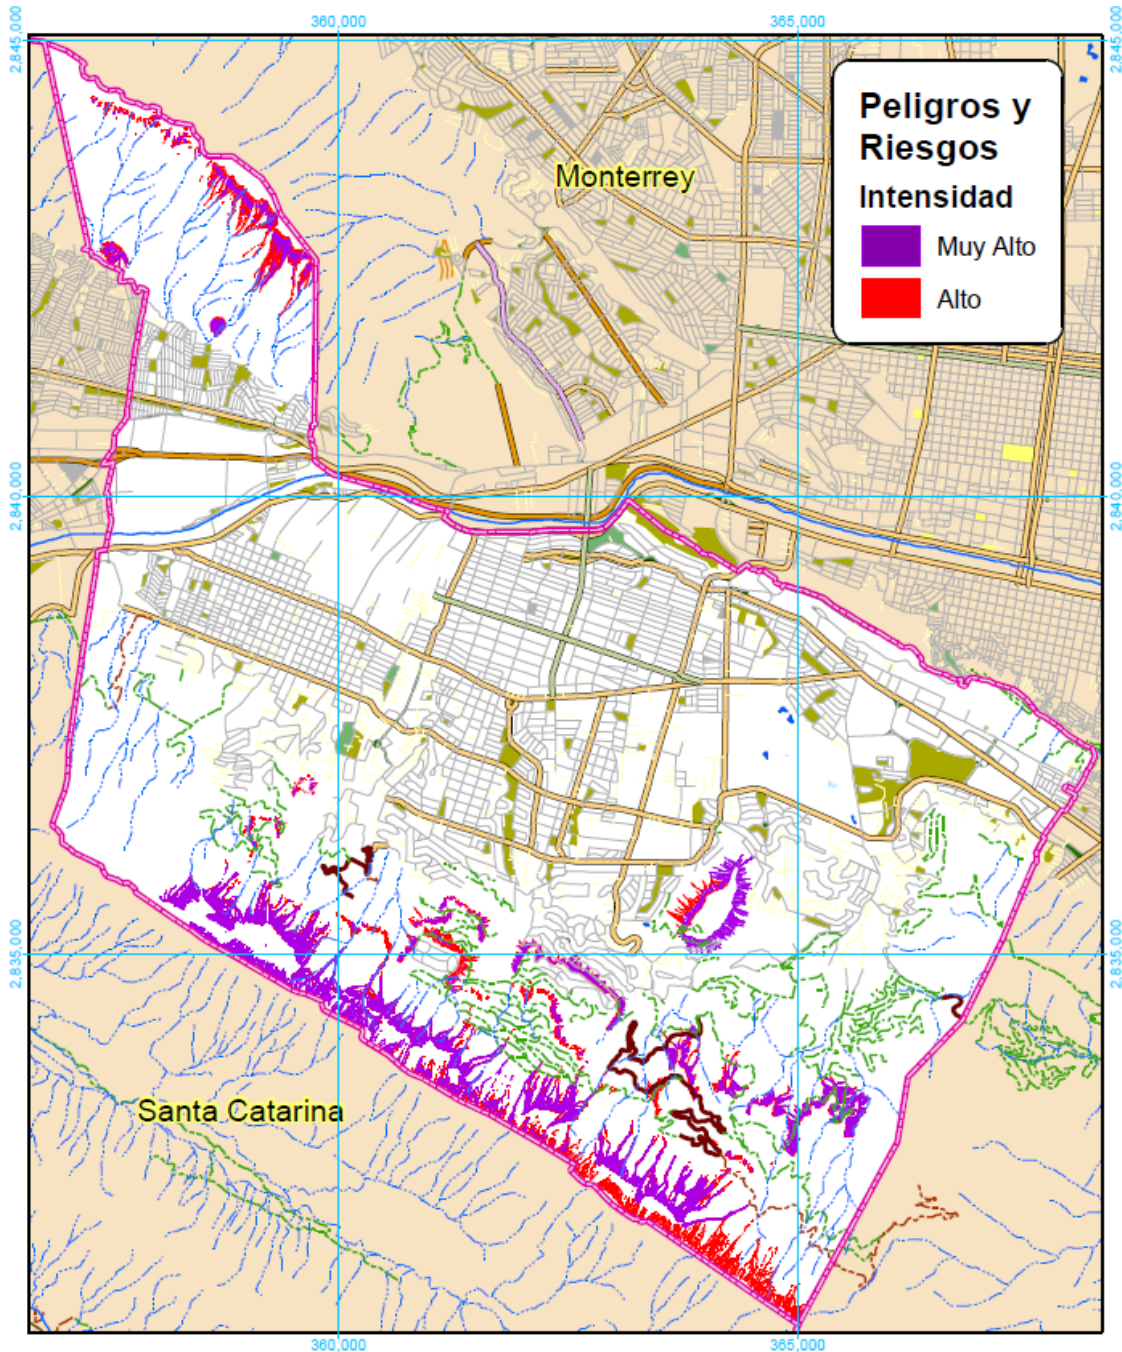 360,000
365,000
2,845,000
2,845,000
Peligros y
Riesgos
Intensidad
Muy Alto
Alto
Monterrey
2,840,000
2,840,000
2,835,000
2,835,000
Santa Catarina
360,000
365,000